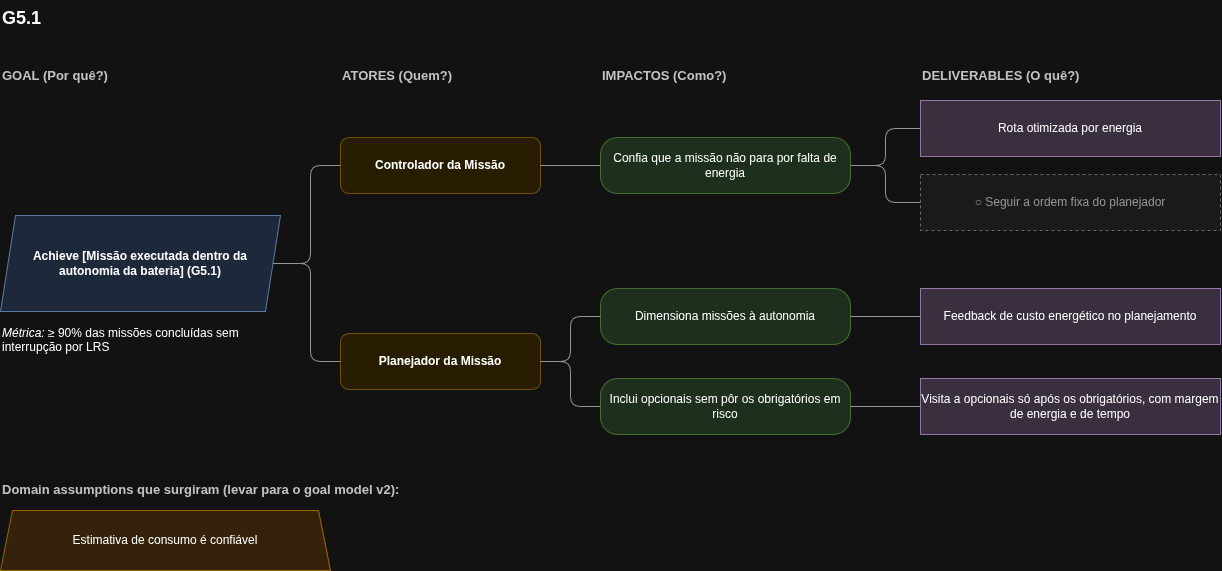 G5.1
GOAL (Por quê?)
ATORES (Quem?)
IMPACTOS (Como?)
DELIVERABLES (O quê?)
Rota otimizada por energia
Controlador da Missão
Confia que a missão não para por falta de
energia
○ Seguir a ordem fixa do planejador
Achieve [Missão executada dentro da
autonomia da bateria] (G5.1)
Métrica: ≥ 90% das missões concluídas sem
interrupção por LRS
Dimensiona missões à autonomia
Feedback de custo energético no planejamento
Planejador da Missão
Inclui opcionais sem pôr os obrigatórios em
risco
Visita a opcionais só após os obrigatórios, com margem
de energia e de tempo
Domain assumptions que surgiram (levar para o goal model v2):
Estimativa de consumo é confiável